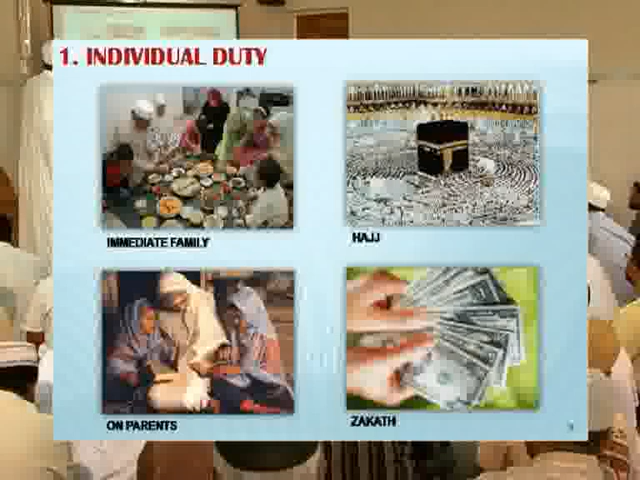 1. INDIVIDUAL DUTY
IMMEDIATE FAMILY
HAJJ
ON PARENTS
ZAKATH